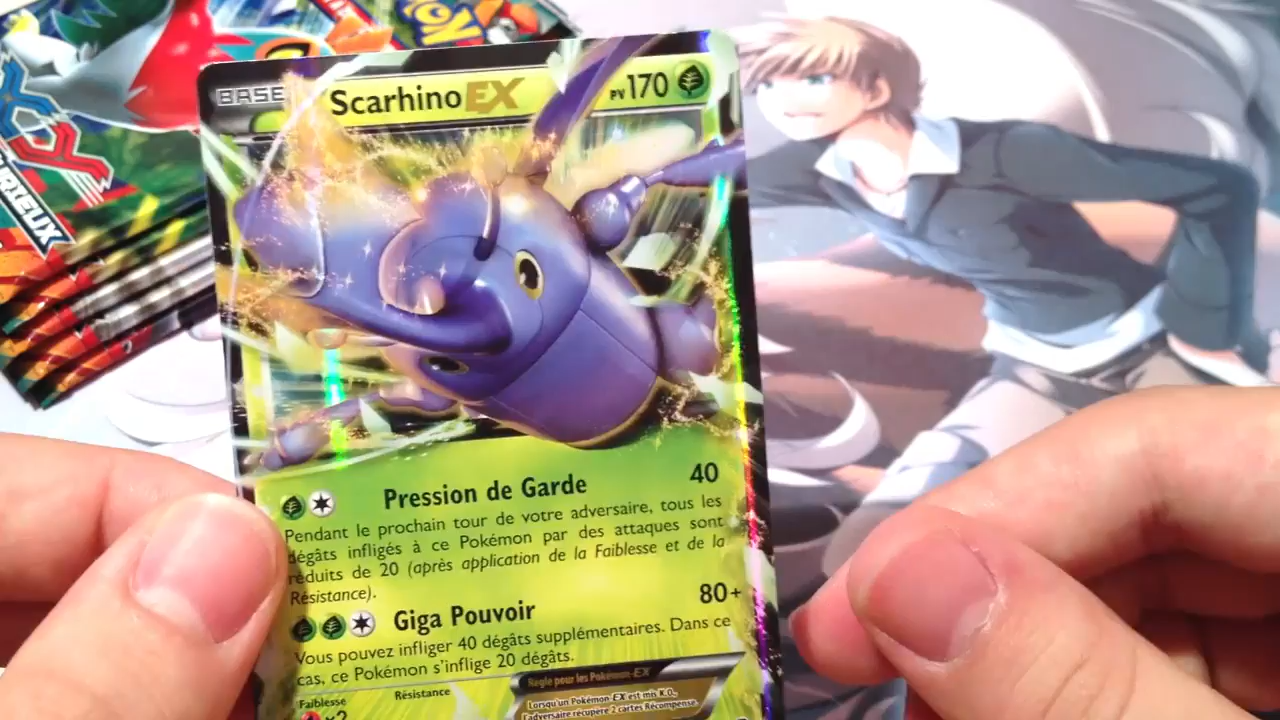 BASE
Scarhino EX
PV 170
Pression de Garde 40
Pendant le prochain tour de votre adversaire, tous les
dégâts infligés à ce Pokémon par des attaques sont
réduits de 20 (après application de la Faiblesse et de la
Résistance).
Giga Pouvoir 80+
Vous pouvez infliger 40 dégâts supplémentaires. Dans ce
cas, ce Pokémon s'inflige 20 dégâts.
Faiblesse
Résistance
×2
Règle pour les Pokémon-EX
Lorsqu'un Pokémon-EX est mis K.O.,
l'adversaire récupère 2 cartes Récompense.
XY